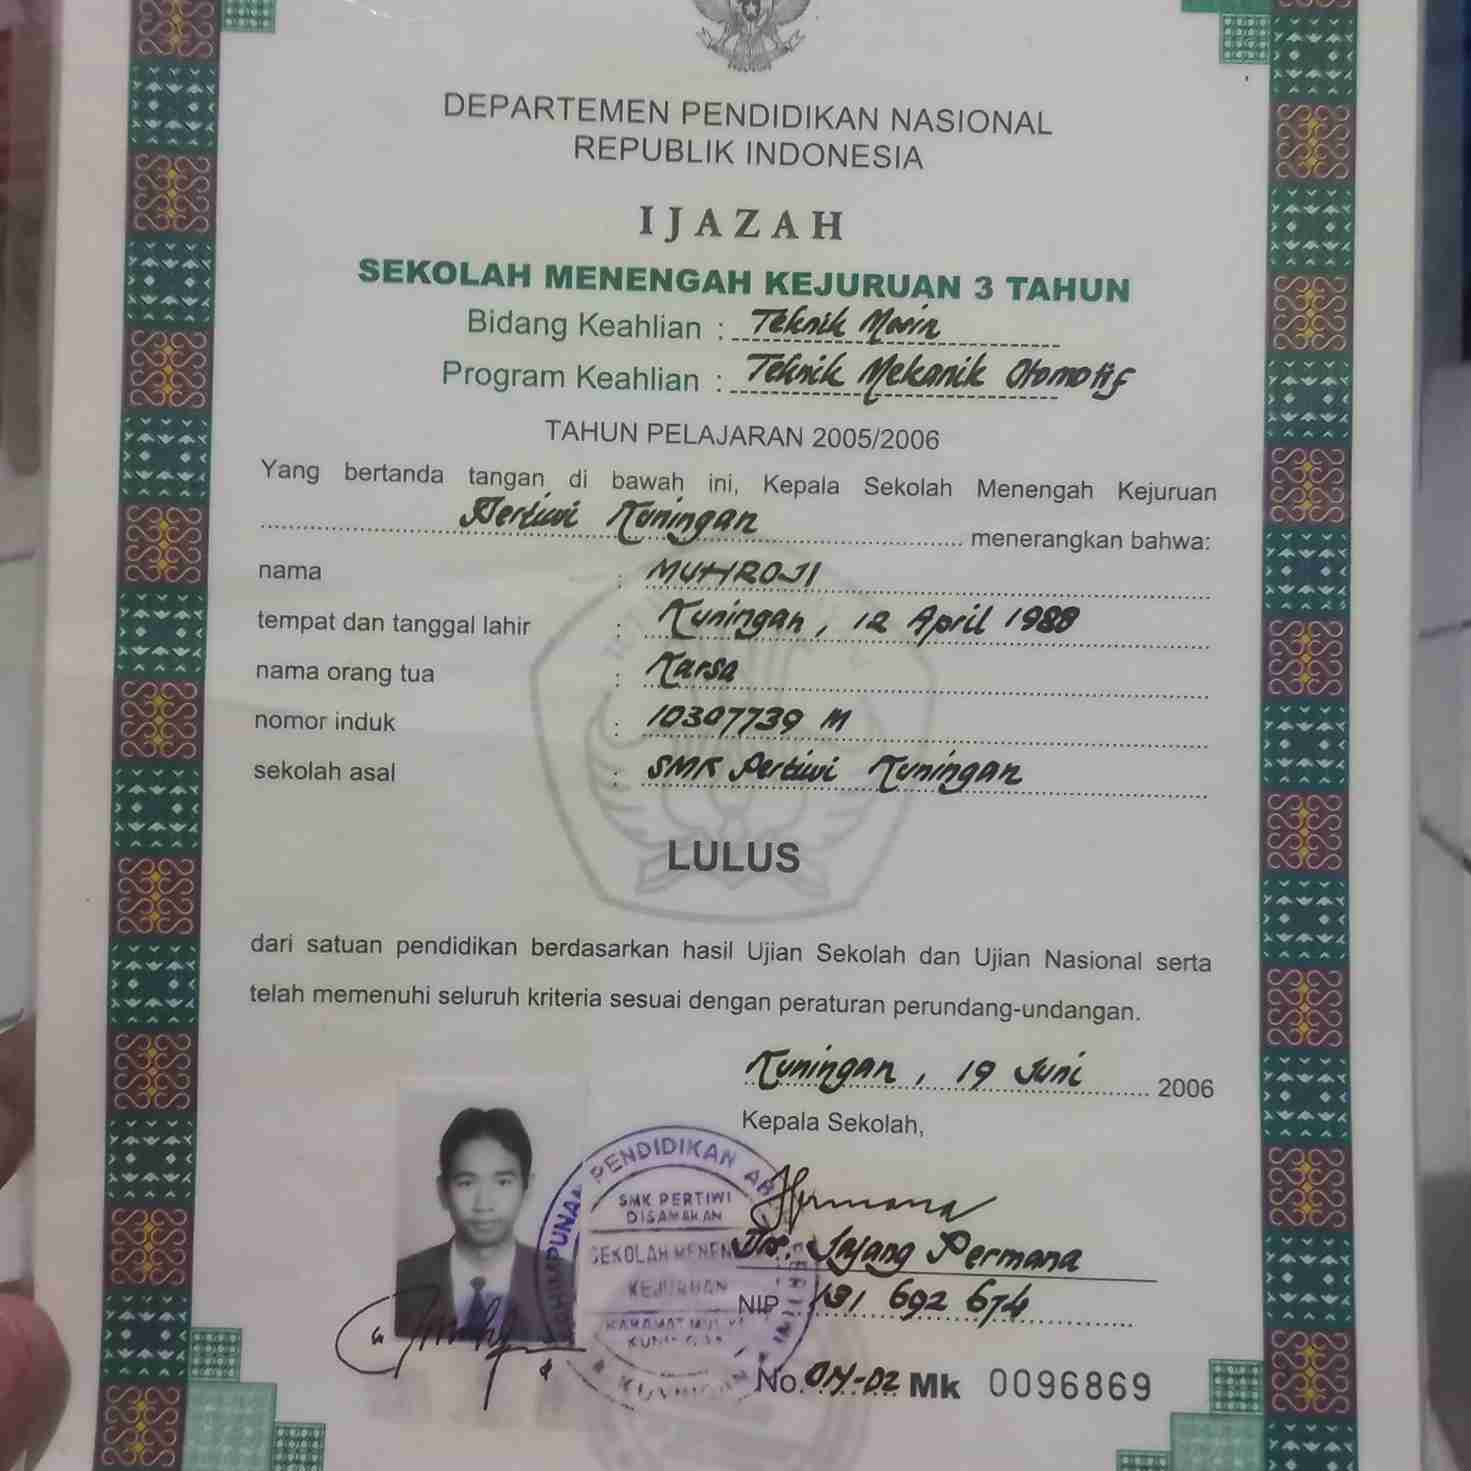 DEPARTEMEN PENDIDIKAN NASIONAL
REPUBLIK INDONESIA
IJAZAH
SEKOLAH MENENGAH KEJURUAN 3 TAHUN
Bidang Keahlian : Teknik Mesin
Program Keahlian : Teknik Mekanik Otomotif
TAHUN PELAJARAN 2005/2006
Yang bertanda tangan di bawah ini, Kepala Sekolah Menengah Kejuruan
Pertiwi Kuningan menerangkan bahwa:
nama : MUHROJI
tempat dan tanggal lahir : Kuningan, 12 April 1988
nama orang tua : Karsa
nomor induk : 10307739 M
sekolah asal : SMK Pertiwi Kuningan
LULUS
dari satuan pendidikan berdasarkan hasil Ujian Sekolah dan Ujian Nasional serta
telah memenuhi seluruh kriteria sesuai dengan peraturan perundang-undangan.
Kuningan, 19 Juni 2006
Kepala Sekolah,
PENDIDIKAN
SMK PERTIWI
DISAMAKAN
SEKOLAH MENEN
KEJURUAN
Drs. Jajang Permana
NIP. 131 692 674
No. 02 Mk 0096869